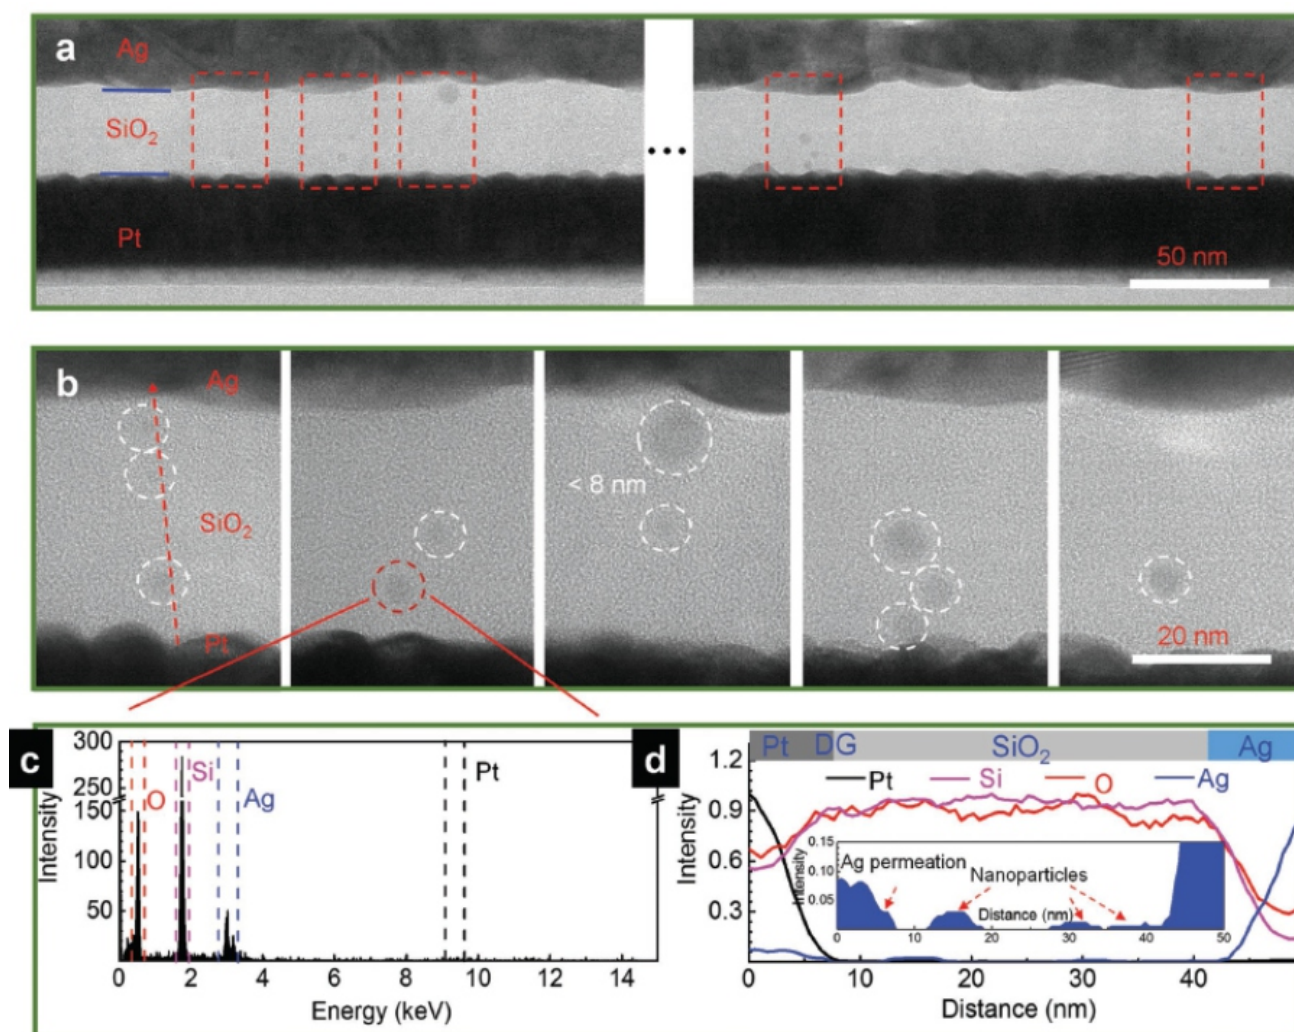 a
Ag
SiO₂
Pt
...
50 nm
b
Ag
SiO₂
Pt
< 8 nm
20 nm
c
300
250
200
150
100
50
Intensity
O
Si
Ag
Pt
0 2 4 6 8 10 12 14
Energy (keV)
d
Pt DG SiO₂ Ag
1.2
0.9
0.6
0.3
Intensity
Pt Si O Ag
0.15
0.10
0.05
Intensity
Ag permeation
Nanoparticles
Distance (nm)
0 10 20 30 40 50
0 10 20 30 40
Distance (nm)